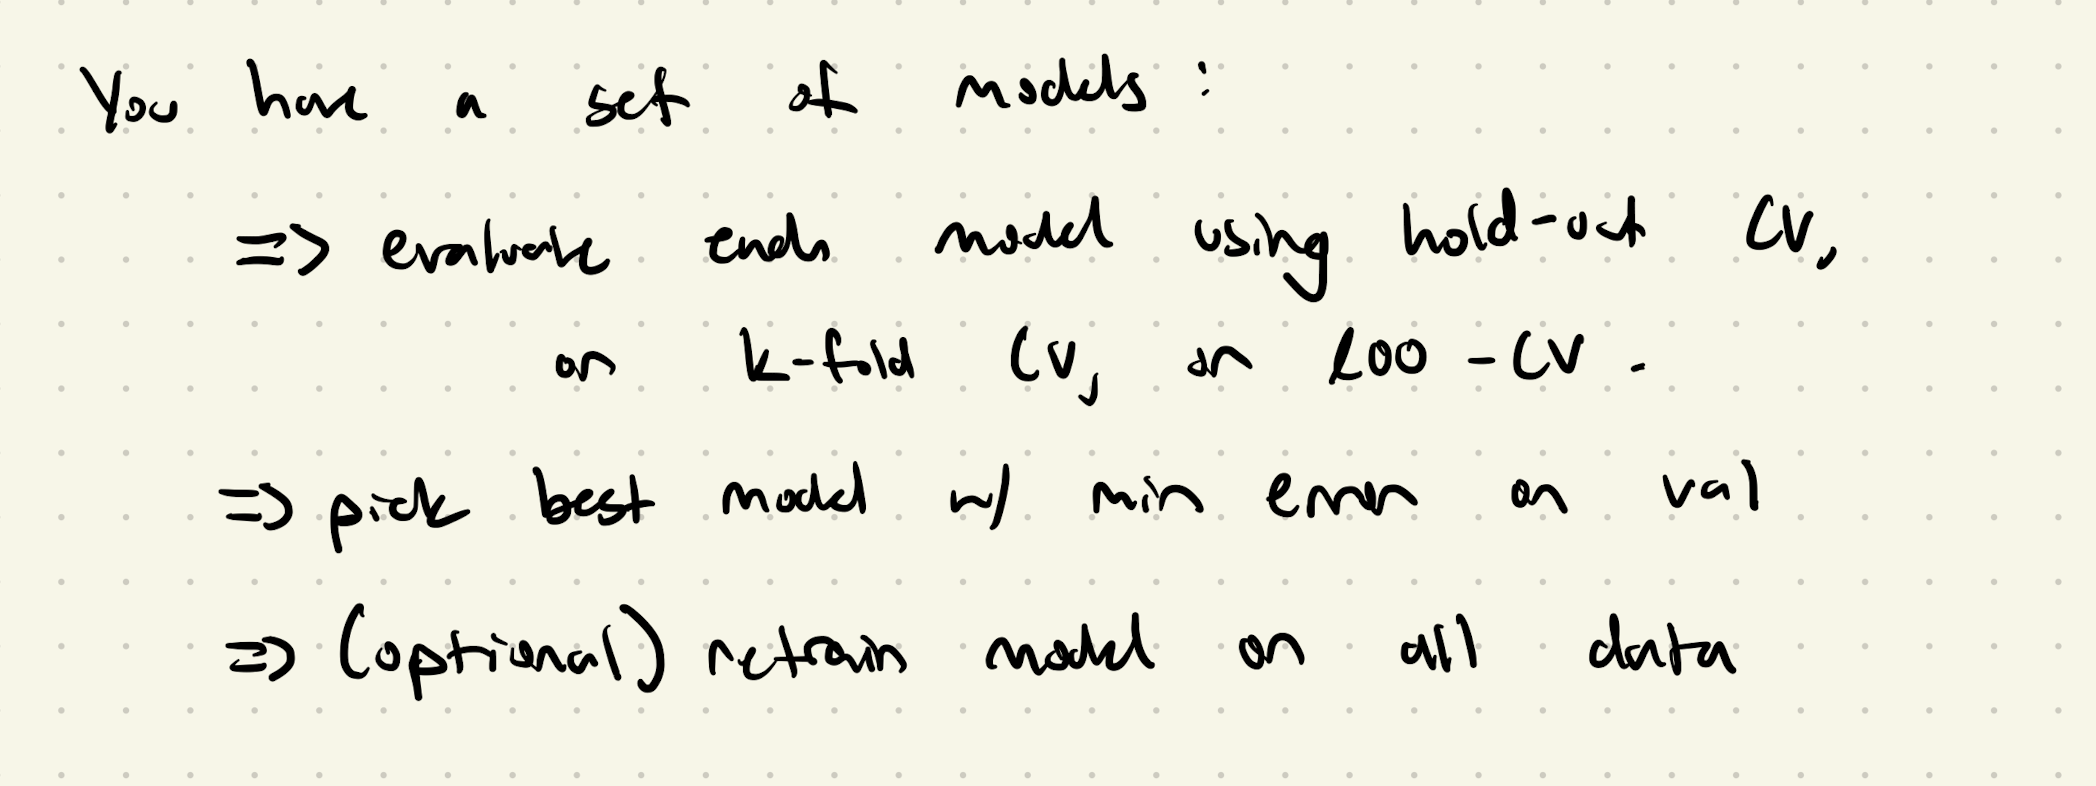 You have a set of models :
=> evaluate each model using hold-out CV,
or k-fold CV, or LOO - CV .
=> pick best model w/ min error on val
=> (optional) retrain model on all data